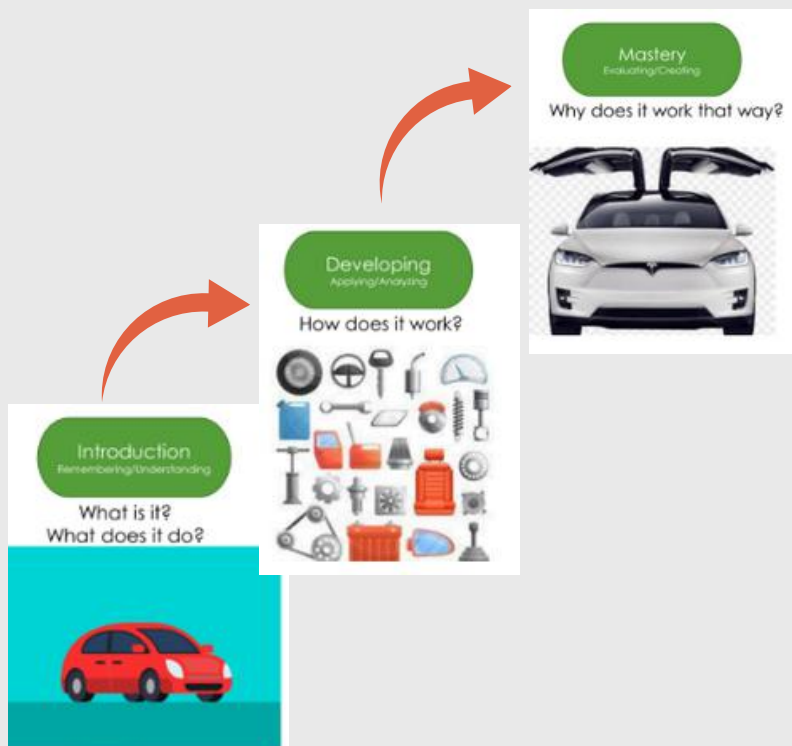 Mastery
Evaluating/Creating
Why does it work that way?
Developing
Applying/Analyzing
How does it work?
Introduction
Remembering/Understanding
What is it?
What does it do?